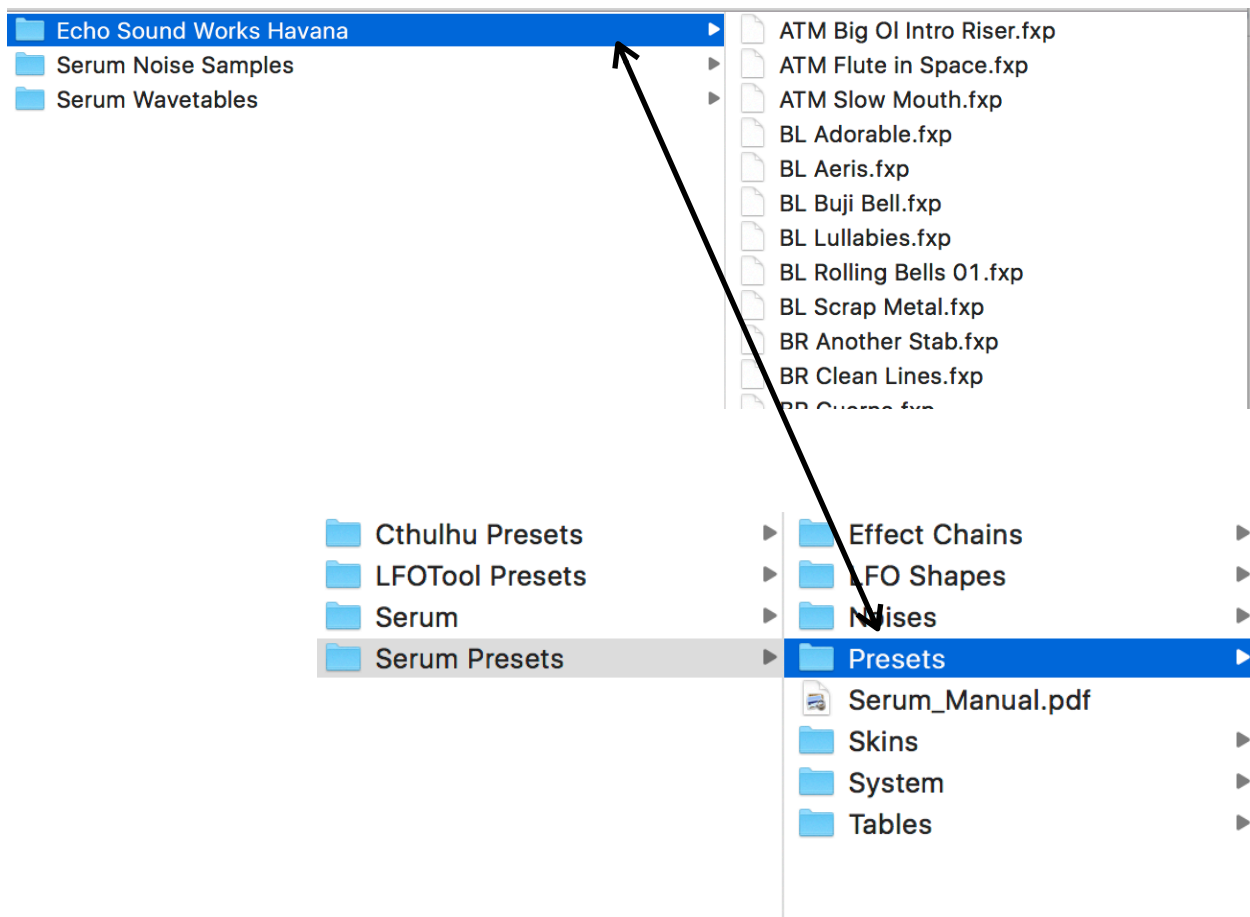 Echo Sound Works Havana
Serum Noise Samples
Serum Wavetables
ATM Big Ol Intro Riser.fxp
ATM Flute in Space.fxp
ATM Slow Mouth.fxp
BL Adorable.fxp
BL Aeris.fxp
BL Buji Bell.fxp
BL Lullabies.fxp
BL Rolling Bells 01.fxp
BL Scrap Metal.fxp
BR Another Stab.fxp
BR Clean Lines.fxp
Cthulhu Presets
LFOTool Presets
Serum
Serum Presets
Effect Chains
LFO Shapes
Noises
Presets
Serum_Manual.pdf
Skins
System
Tables